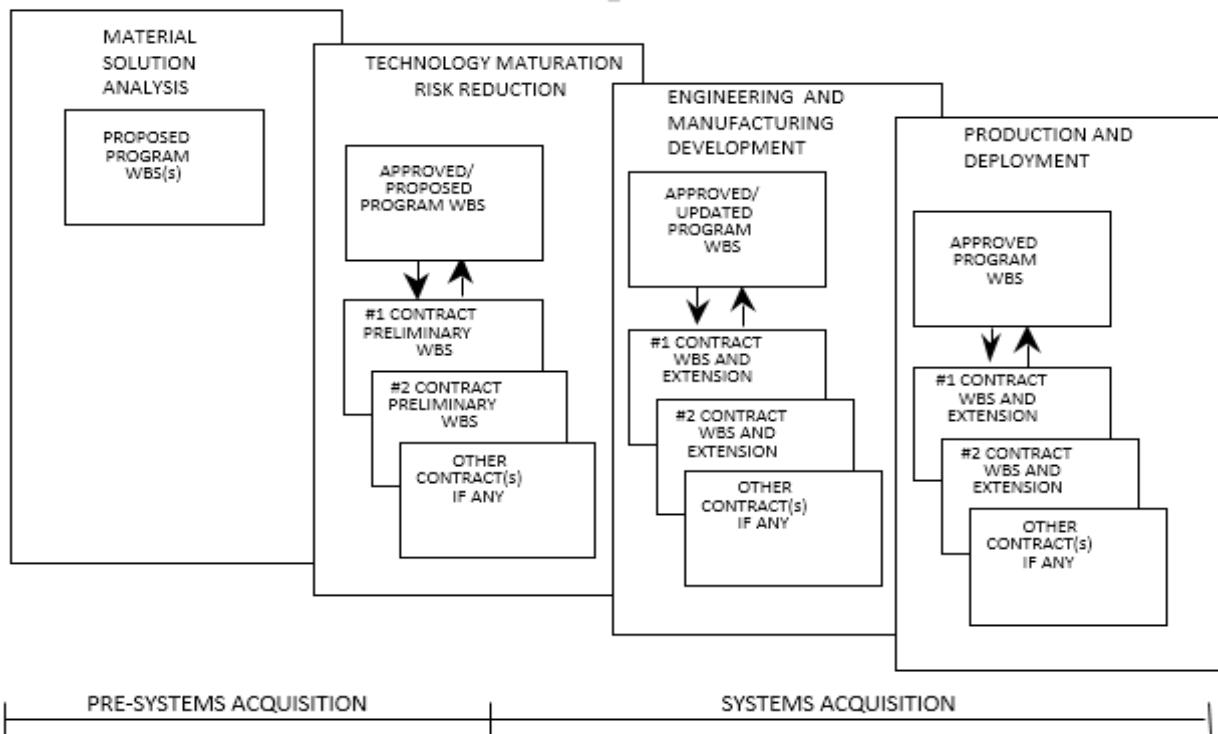 MATERIAL
SOLUTION
ANALYSIS
PROPOSED
PROGRAM
WBS(s)
TECHNOLOGY MATURATION
RISK REDUCTION
APPROVED/
PROPOSED
PROGRAM WBS
#1 CONTRACT
PRELIMINARY
WBS
#2 CONTRACT
PRELIMINARY
WBS
OTHER
CONTRACT(s)
IF ANY
ENGINEERING AND
MANUFACTURING
DEVELOPMENT
APPROVED/
UPDATED
PROGRAM
WBS
#1 CONTRACT
WBS AND
EXTENSION
#2 CONTRACT
WBS AND
EXTENSION
OTHER
CONTRACT(s)
IF ANY
PRODUCTION AND
DEPLOYMENT
APPROVED
PROGRAM
WBS
#1 CONTRACT
WBS AND
EXTENSION
#2 CONTRACT
WBS AND
EXTENSION
OTHER
CONTRACT(s)
IF ANY
PRE-SYSTEMS ACQUISITION
SYSTEMS ACQUISITION